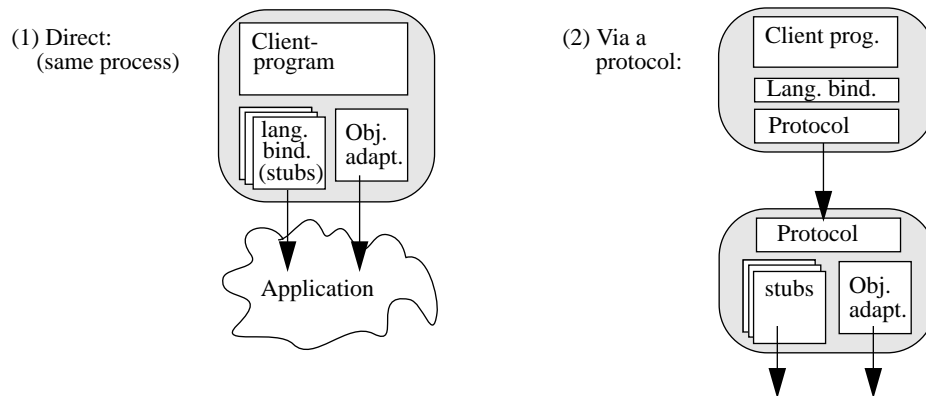 (1) Direct:
(same process)
Client-
program
lang.
bind.
(stubs)
Obj.
adapt.
Application
(2) Via a
protocol:
Client prog.
Lang. bind.
Protocol
Protocol
stubs
Obj.
adapt.